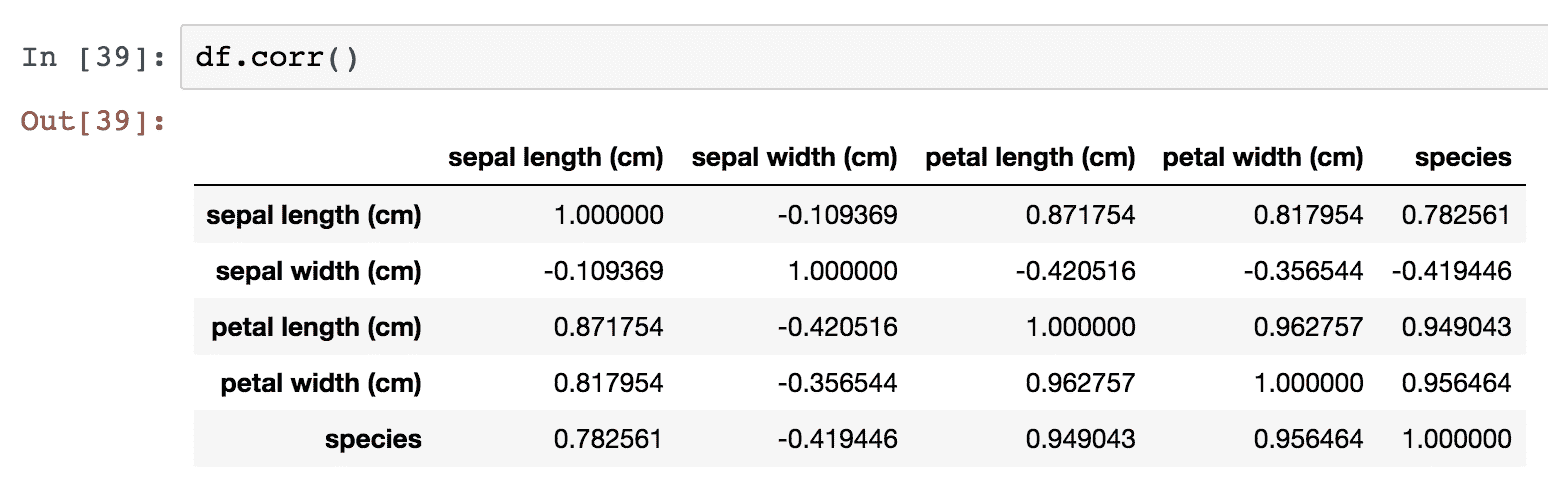 In [39]: df.corr()
Out[39]:
sepal length (cm) sepal width (cm) petal length (cm) petal width (cm) species
sepal length (cm) 1.000000 -0.109369 0.871754 0.817954 0.782561
sepal width (cm) -0.109369 1.000000 -0.420516 -0.356544 -0.419446
petal length (cm) 0.871754 -0.420516 1.000000 0.962757 0.949043
petal width (cm) 0.817954 -0.356544 0.962757 1.000000 0.956464
species 0.782561 -0.419446 0.949043 0.956464 1.000000